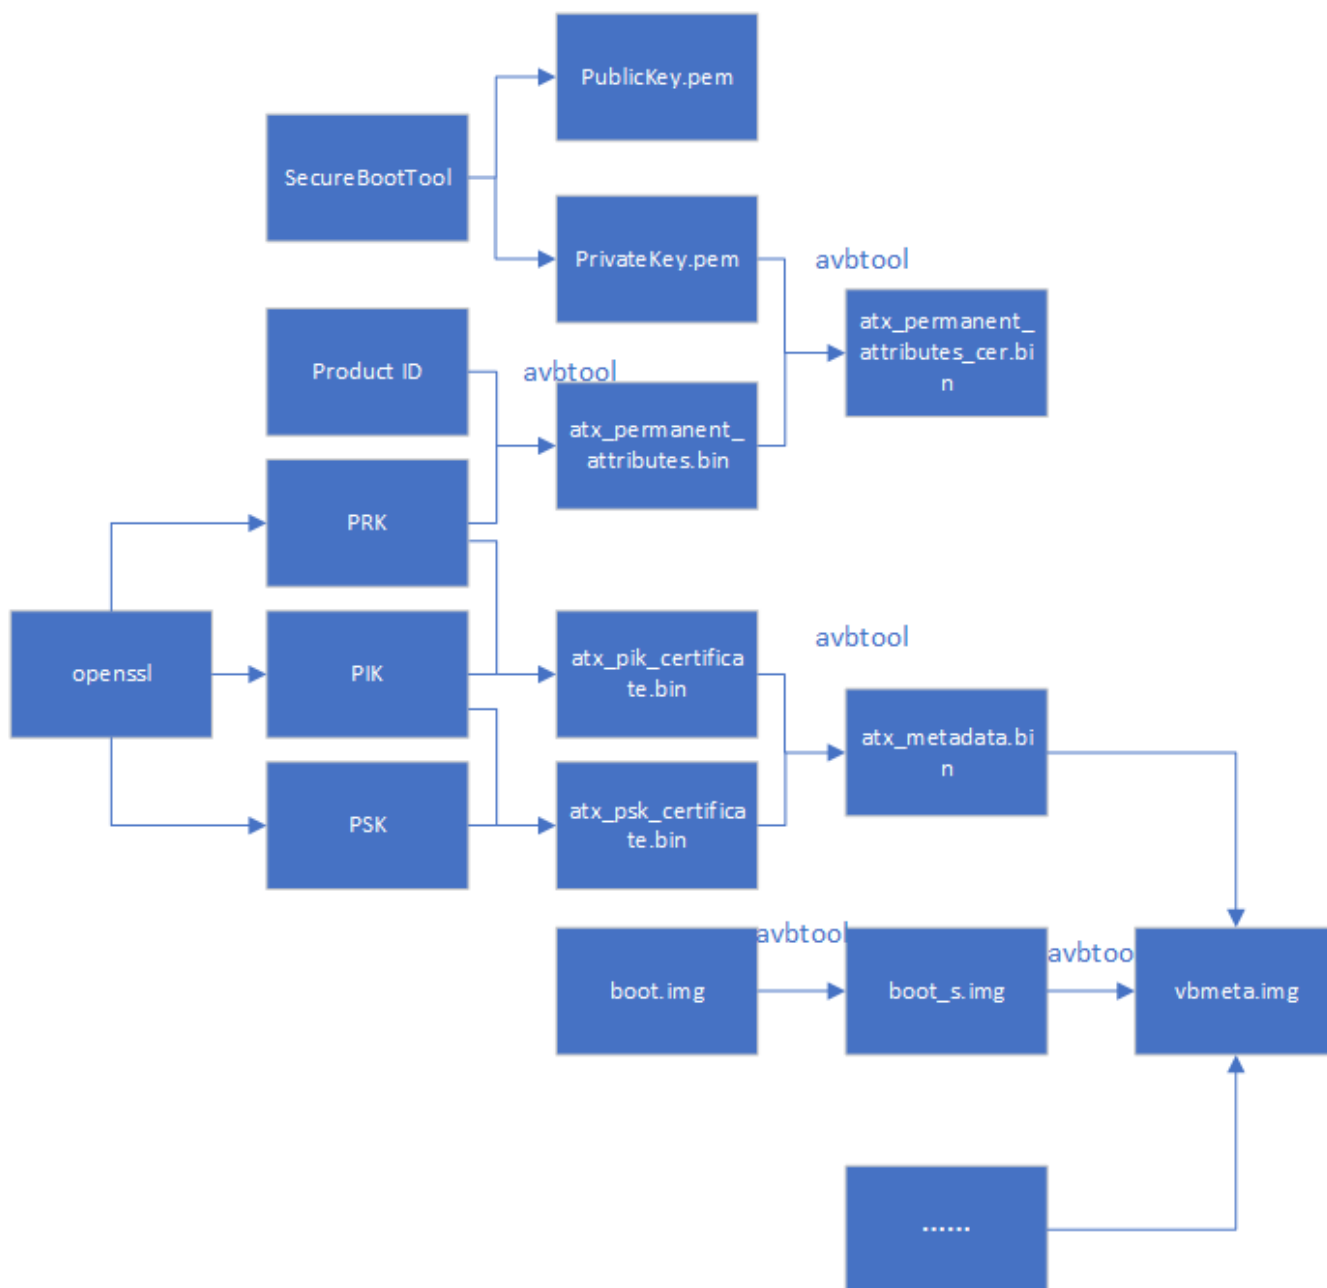 PublicKey.pem
SecureBootTool
PrivateKey.pem
avbtool
atx_permanent_
attributes_cer.bi
n
Product ID
avbtool
atx_permanent_
attributes.bin
PRK
openssl
PIK
atx_pik_certifica
te.bin
avbtool
atx_metadata.bi
n
PSK
atx_psk_certifica
te.bin
boot.img
avbtool
boot_s.img
avbtoo
vbmeta.img
......